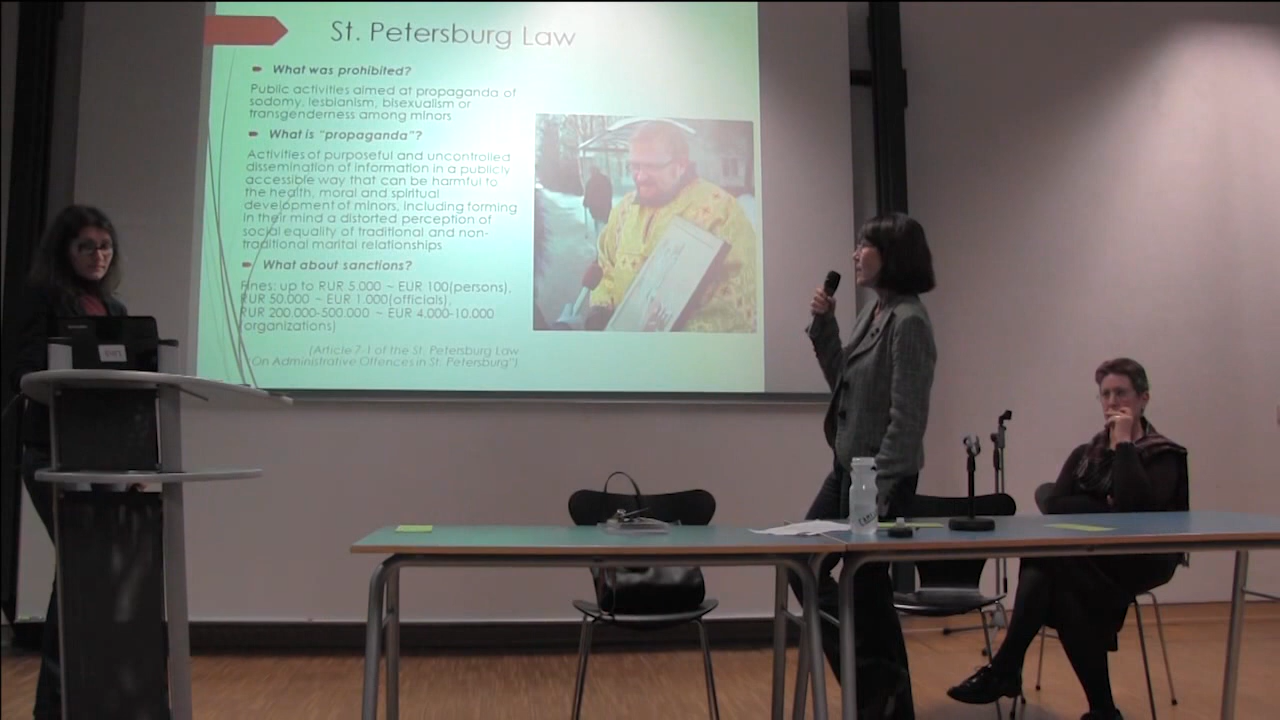 St. Petersburg Law
What was prohibited?
Public activities aimed at propaganda of
sodomy, lesbianism, bisexualism or
transgenderness among minors
What is "propaganda"?
Activities of purposeful and uncontrolled
dissemination of information in a publicly
accessible way that can be harmful to
the health, moral and spiritual
development of minors, including forming
in their mind a distorted perception of
social equality of traditional and non-
traditional marital relationships
What about sanctions?
Fines: up to RUR 5.000 ~ EUR 100(persons),
RUR 50.000 ~ EUR 1.000(officials),
RUR 200.000-500.000 ~ EUR 4.000-10.000
(organizations)
(Article 7-1 of the St. Petersburg Law
"On Administrative Offences in St. Petersburg")